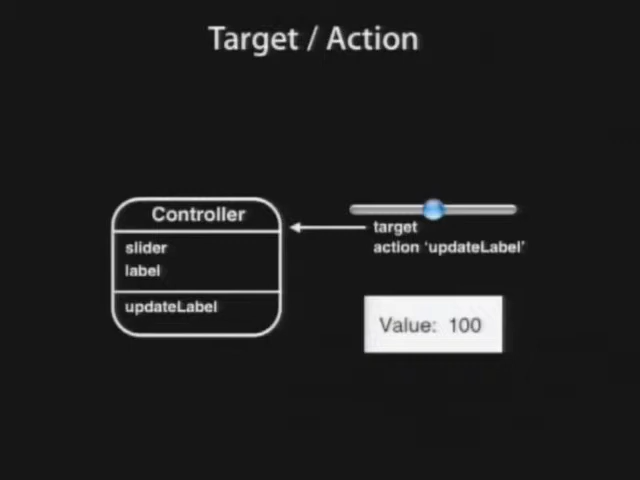 Target / Action
Controller
slider
label
updateLabel
target
action ‘updateLabel’
Value: 100